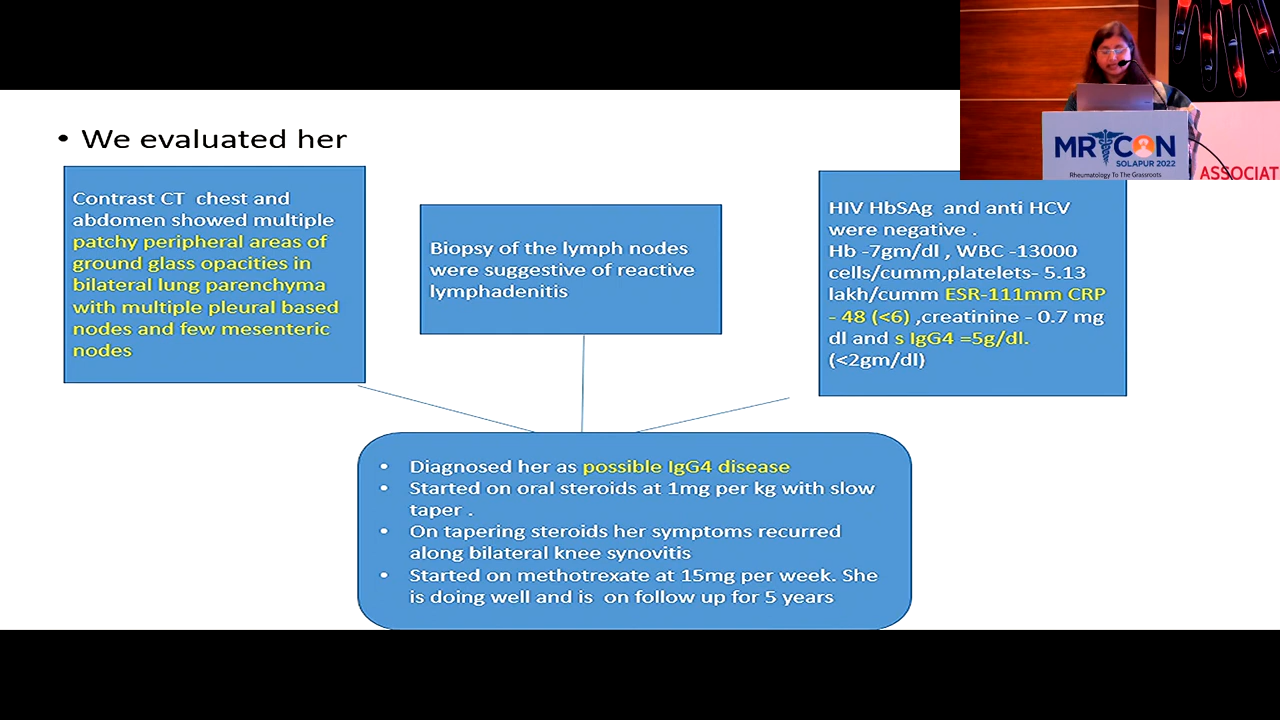 • We evaluated her
Contrast CT chest and
abdomen showed multiple
patchy peripheral areas of
ground glass opacities in
bilateral lung parenchyma
with multiple pleural based
nodes and few mesenteric
nodes
Biopsy of the lymph nodes
were suggestive of reactive
lymphadenitis
HIV HbSAg and anti HCV
were negative .
Hb -7gm/dl , WBC -13000
cells/cumm,platelets- 5.13
lakh/cumm ESR-111mm CRP
- 48 (<6) ,creatinine - 0.7 mg
dl and s IgG4 =5g/dl.
(<2gm/dl)
• Diagnosed her as possible IgG4 disease
• Started on oral steroids at 1mg per kg with slow
taper .
• On tapering steroids her symptoms recurred
along bilateral knee synovitis
• Started on methotrexate at 15mg per week. She
is doing well and is on follow up for 5 years
MRCON
SOLAPUR 2022
Rheumatology To The Grassroots
ASSOCIAT